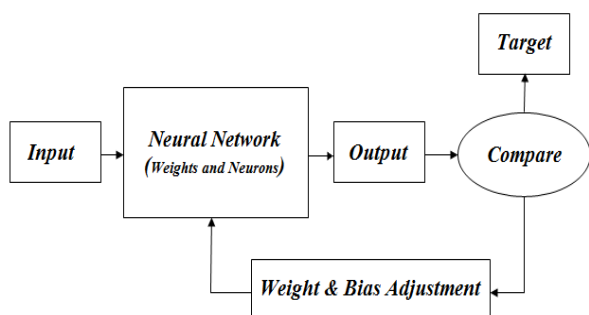 Target
Input
Neural Network
(Weights and Neurons)
Output
Compare
Weight & Bias Adjustment